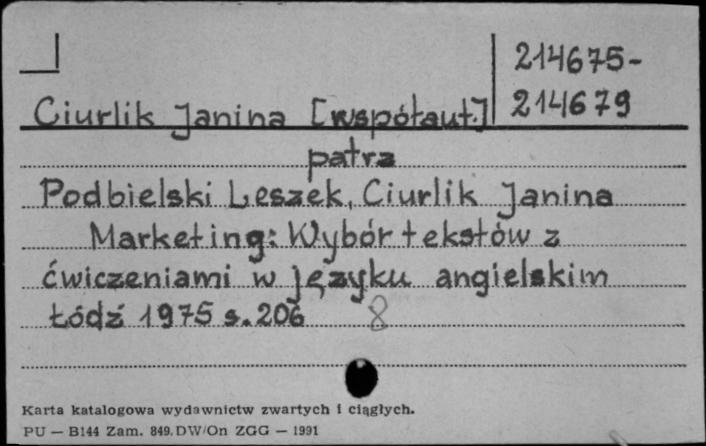 214675-
214679
Ciurlik Janina [współaut.]
patrz
Podbielski Leszek, Ciurlik Janina
Marketing: Wybór tekstów z
ćwiczeniami w języku angielskim
Łódź 1975 s. 206 8
Karta katalogowa wydawnictw zwartych i ciągłych.
PU — B144 Zam. 849. DW/On ZGG — 1991